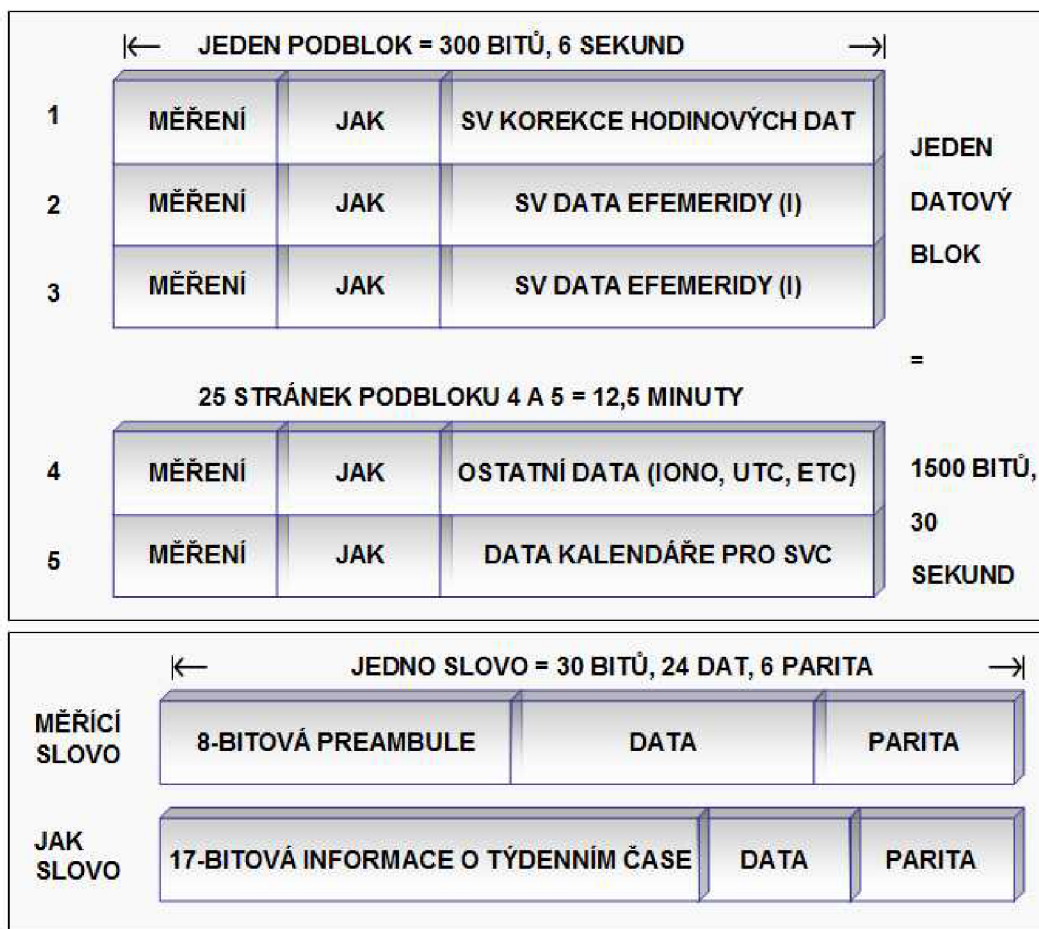 JEDEN PODBLOK = 300 BITŮ, 6 SEKUND
1 MĚŘENÍ JAK SV KOREKCE HODINOVÝCH DAT
2 MĚŘENÍ JAK SV DATA EFEMERIDY (I)
3 MĚŘENÍ JAK SV DATA EFEMERIDY (I)
JEDEN
DATOVÝ
BLOK
=
1500 BITŮ,
30
SEKUND
25 STRÁNEK PODBLOKU 4 A 5 = 12,5 MINUTY
4 MĚŘENÍ JAK OSTATNÍ DATA (IONO, UTC, ETC)
5 MĚŘENÍ JAK DATA KALENDÁŘE PRO SVC
JEDNO SLOVO = 30 BITŮ, 24 DAT, 6 PARITA
MĚŘÍCÍ
SLOVO
8-BITOVÁ PREAMBULE DATA PARITA
JAK
SLOVO
17-BITOVÁ INFORMACE O TÝDENNÍM ČASE DATA PARITA